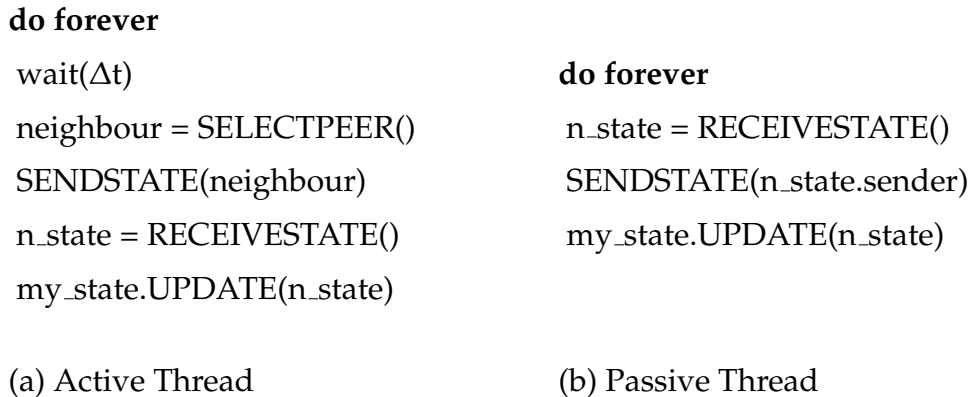 do forever
wait(Δt)
neighbour = SELECTPEER()
SENDSTATE(neighbour)
n_state = RECEIVESTATE()
my_state.UPDATE(n_state)
(a) Active Thread
do forever
n_state = RECEIVESTATE()
SENDSTATE(n_state.sender)
my_state.UPDATE(n_state)
(b) Passive Thread